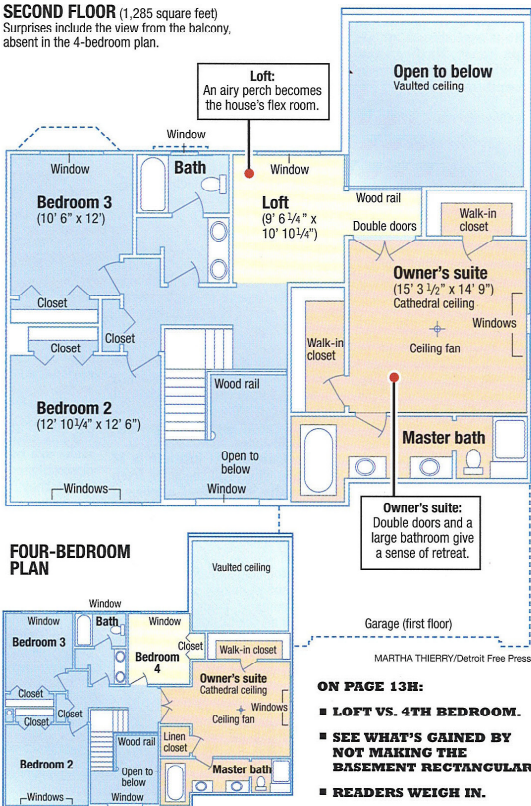 SECOND FLOOR (1,285 square feet)
Surprises include the view from the balcony,
absent in the 4-bedroom plan.
Loft:
An airy perch becomes
the house's flex room.
Open to below
Vaulted ceiling
Window
Window
Bath
Window
Bedroom 3
(10' 6" x 12')
Loft
(9' 6 1/4" x
10' 10 1/4")
Wood rail
Double doors
Walk-in
closet
Owner's suite
(15' 3 1/2" x 14' 9")
Cathedral ceiling
Windows
Ceiling fan
Closet
Closet
Closet
Walk-in
closet
Wood rail
Bedroom 2
(12' 10 1/4" x 12' 6")
Open to
below
Master bath
Windows
Window
Owner's suite:
Double doors and a
large bathroom give
a sense of retreat.
FOUR-BEDROOM
PLAN
Vaulted ceiling
Window
Window
Bath
Window
Bedroom 3
Bedroom
4
Closet
Walk-in closet
Owner's suite
Cathedral ceiling
Windows
Ceiling fan
Closet
Closet
Closet
Linen
closet
Wood rail
Bedroom 2
Open to
below
Master bath
Windows
Window
Garage (first floor)
MARTHA THIERRY/Detroit Free Press
ON PAGE 13H:
■ LOFT VS. 4TH BEDROOM.
■ SEE WHAT'S GAINED BY
NOT MAKING THE
BASEMENT RECTANGULAR
■ READERS WEIGH IN.